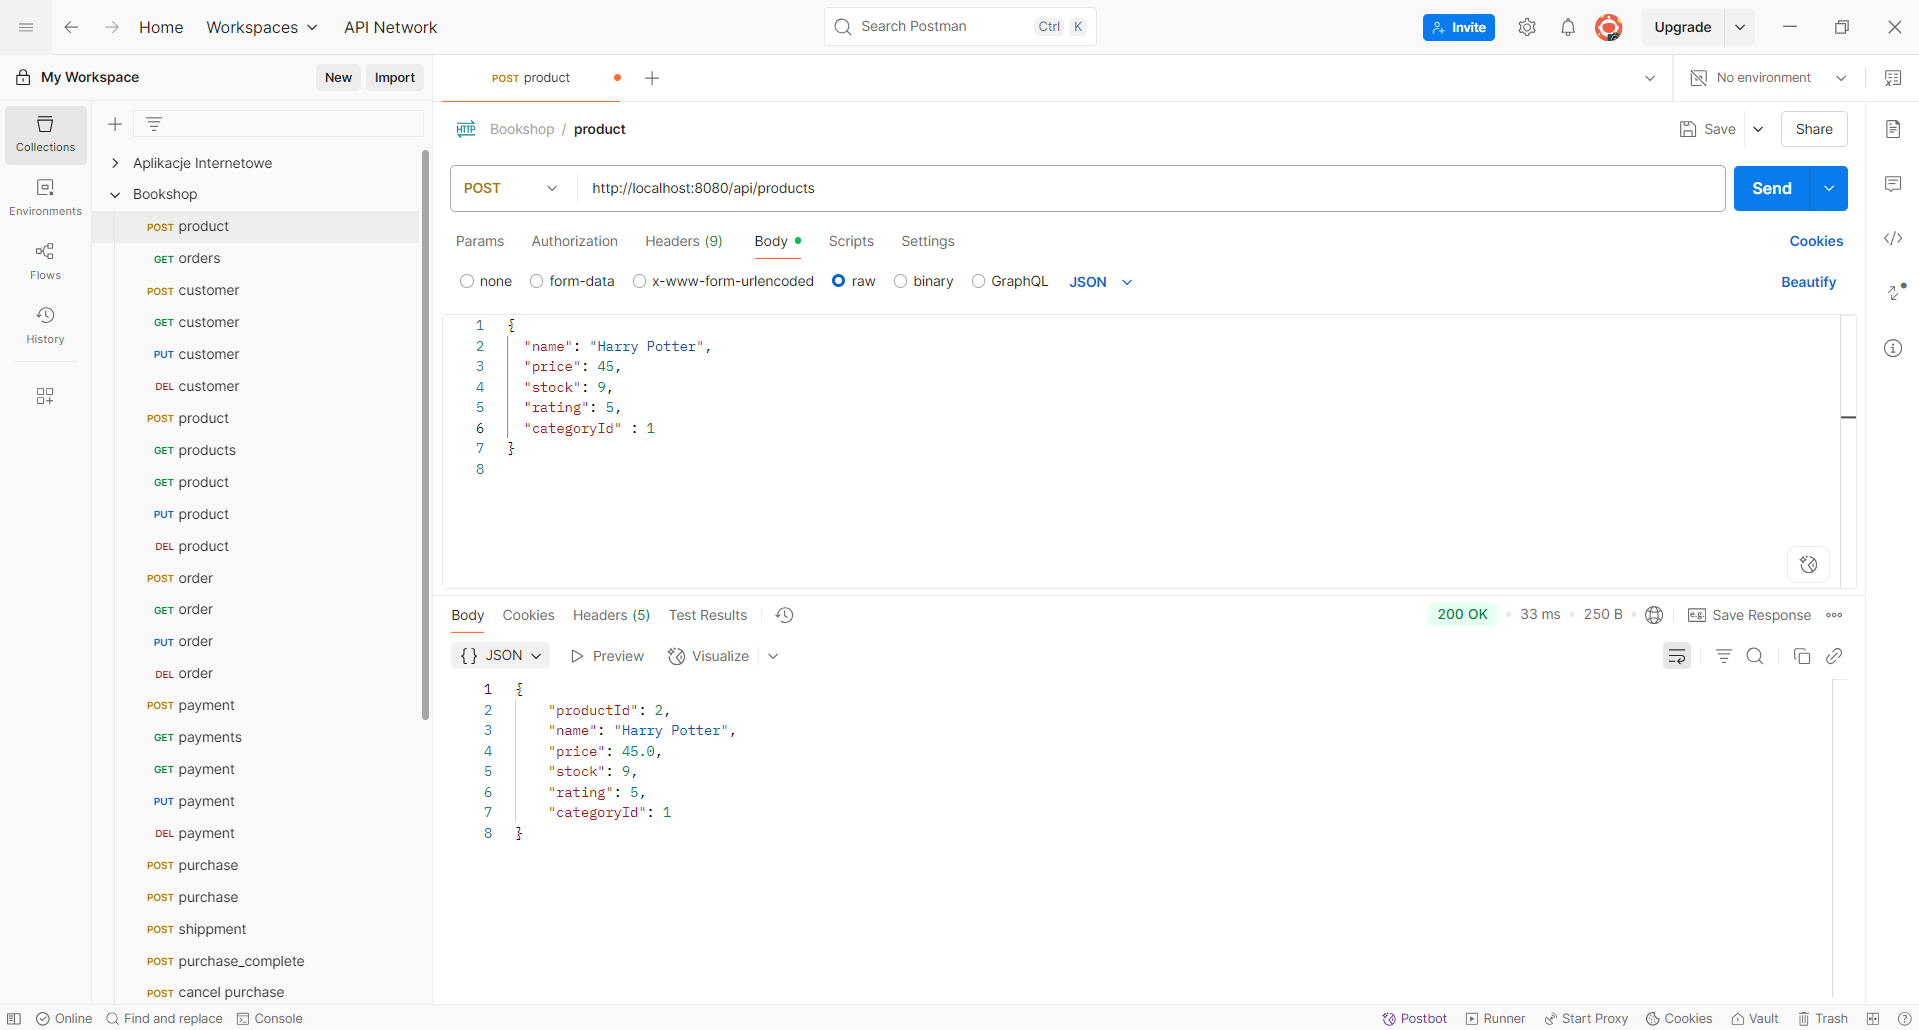 Home Workspaces API Network Search Postman Ctrl K Invite Upgrade
My Workspace New Import POST product No environment
Collections
Environments
Flows
History
Aplikacje Internetowe
Bookshop
POST product
GET orders
POST customer
GET customer
PUT customer
DEL customer
POST product
GET products
GET product
PUT product
DEL product
POST order
GET order
PUT order
DEL order
POST payment
GET payments
GET payment
PUT payment
DEL payment
POST purchase
POST purchase
POST shippment
POST purchase_complete
POST cancel purchase
HTTP Bookshop / product Save Share
POST http://localhost:8080/api/products Send
Params Authorization Headers (9) Body Scripts Settings Cookies
none form-data x-www-form-urlencoded raw binary GraphQL JSON Beautify
1 {
2 "name": "Harry Potter",
3 "price": 45,
4 "stock": 9,
5 "rating": 5,
6 "categoryId" : 1
7 }
8
Body Cookies Headers (5) Test Results 200 OK 33 ms 250 B e.g. Save Response
{} JSON Preview Visualize
1 {
2 "productId": 2,
3 "name": "Harry Potter",
4 "price": 45.0,
5 "stock": 9,
6 "rating": 5,
7 "categoryId": 1
8 }
Online Find and replace Console Postbot Runner Start Proxy Cookies Vault Trash